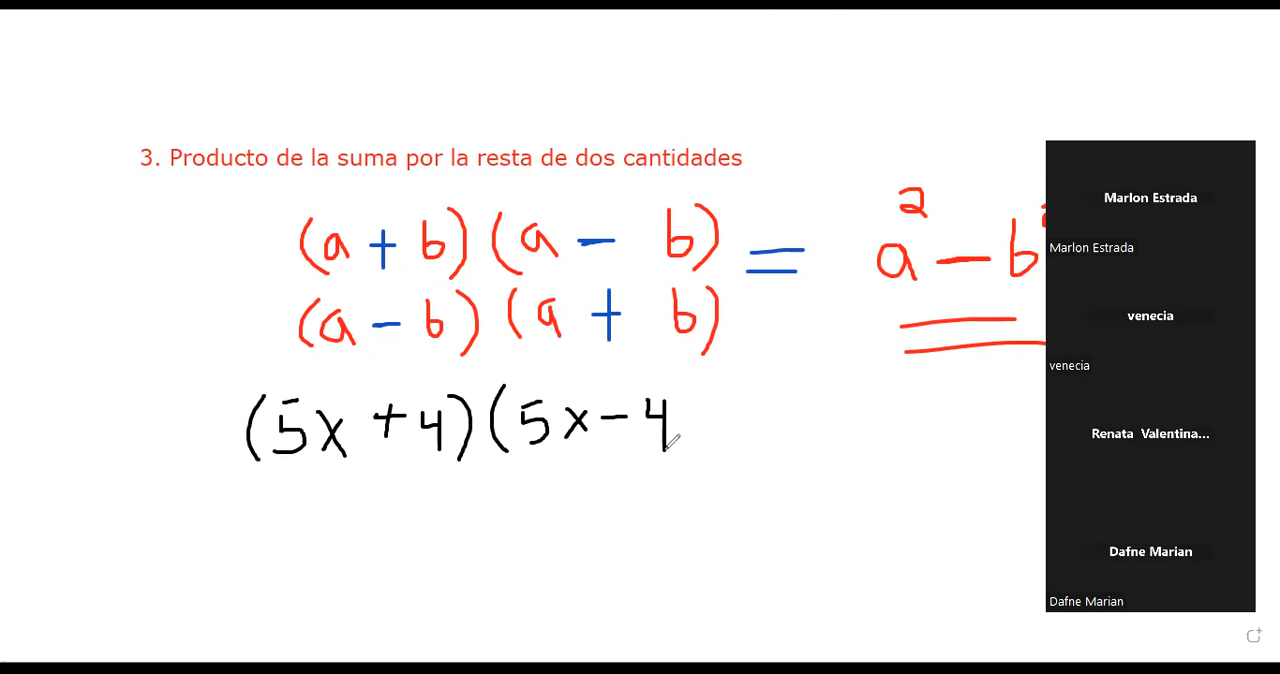 3. Producto de la suma por la resta de dos cantidades
(a + b)(a - b) = a² - b²
(a - b)(a + b)
(5x + 4)(5x - 4
Marlon Estrada
Marlon Estrada
venecia
venecia
Renata Valentina...
Dafne Marian
Dafne Marian